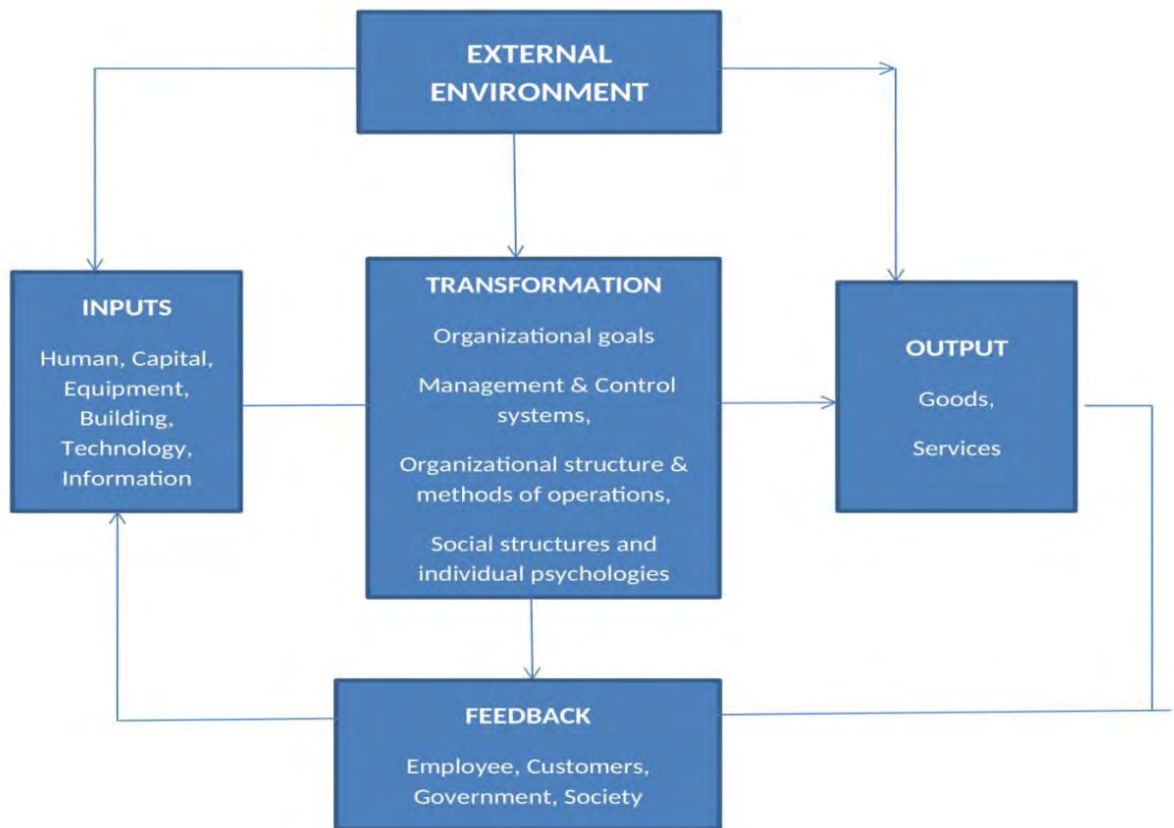 EXTERNAL
ENVIRONMENT
INPUTS
Human, Capital,
Equipment,
Building,
Technology,
Information
TRANSFORMATION
Organizational goals
Management & Control
systems,
Organizational structure &
methods of operations,
Social structures and
individual psychologies
OUTPUT
Goods,
Services
FEEDBACK
Employee, Customers,
Government, Society